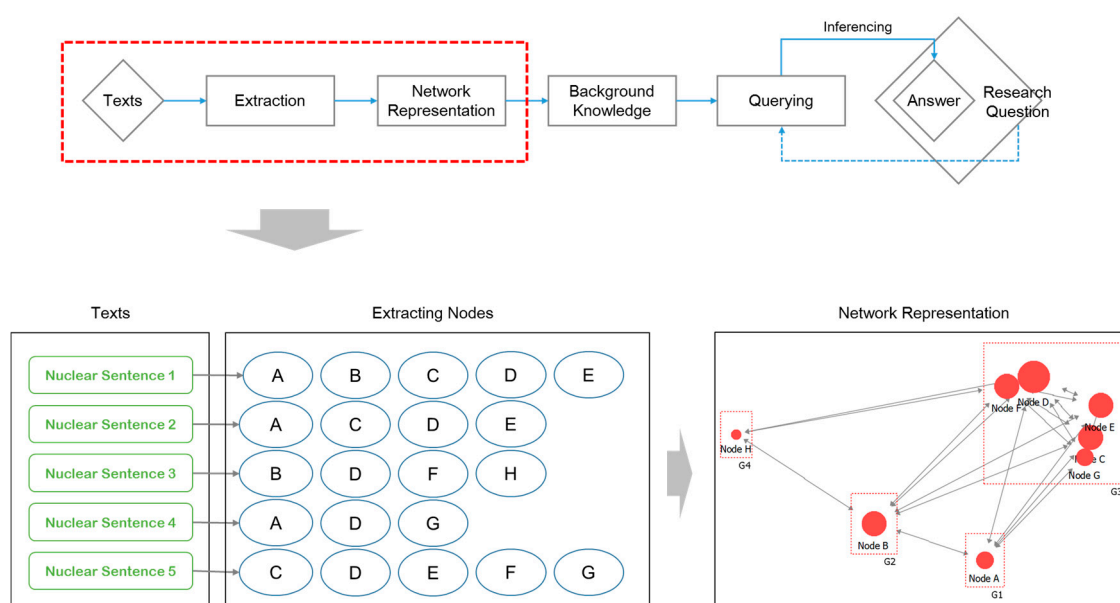 Inferencing
Texts
Extraction
Network
Representation
Background
Knowledge
Querying
Answer
Research
Question
Texts
Extracting Nodes
Network Representation
Nuclear Sentence 1
A B C D E
Nuclear Sentence 2
A C D E
Nuclear Sentence 3
B D F H
Nuclear Sentence 4
A D G
Nuclear Sentence 5
C D E F G
Node F
Node D
Node E
Node C
Node G
G3
Node H
G4
Node B
G2
Node A
G1